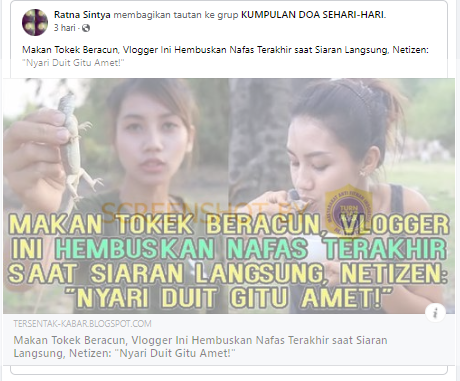 Ratna Sintya membagikan tautan ke grup KUMPULAN DOA SEHARI-HARI.
3 hari ·
Makan Tokek Beracun, Vlogger Ini Hembuskan Nafas Terakhir saat Siaran Langsung, Netizen:
"Nyari Duit Gitu Amet!"
SCREENSHOT BY
TURN
MAKAN TOKEK BERACUN, VLOGGER
INI HEMBUSKAN NAFAS TERAKHIR
SAAT SIARAN LANGSUNG, NETIZEN:
"NYARI DUIT GITU AMET!"
TERSENTAK-KABAR.BLOGSPOT.COM
Makan Tokek Beracun, Vlogger Ini Hembuskan Nafas Terakhir saat Siaran
Langsung, Netizen: "Nyari Duit Gitu Amet!"